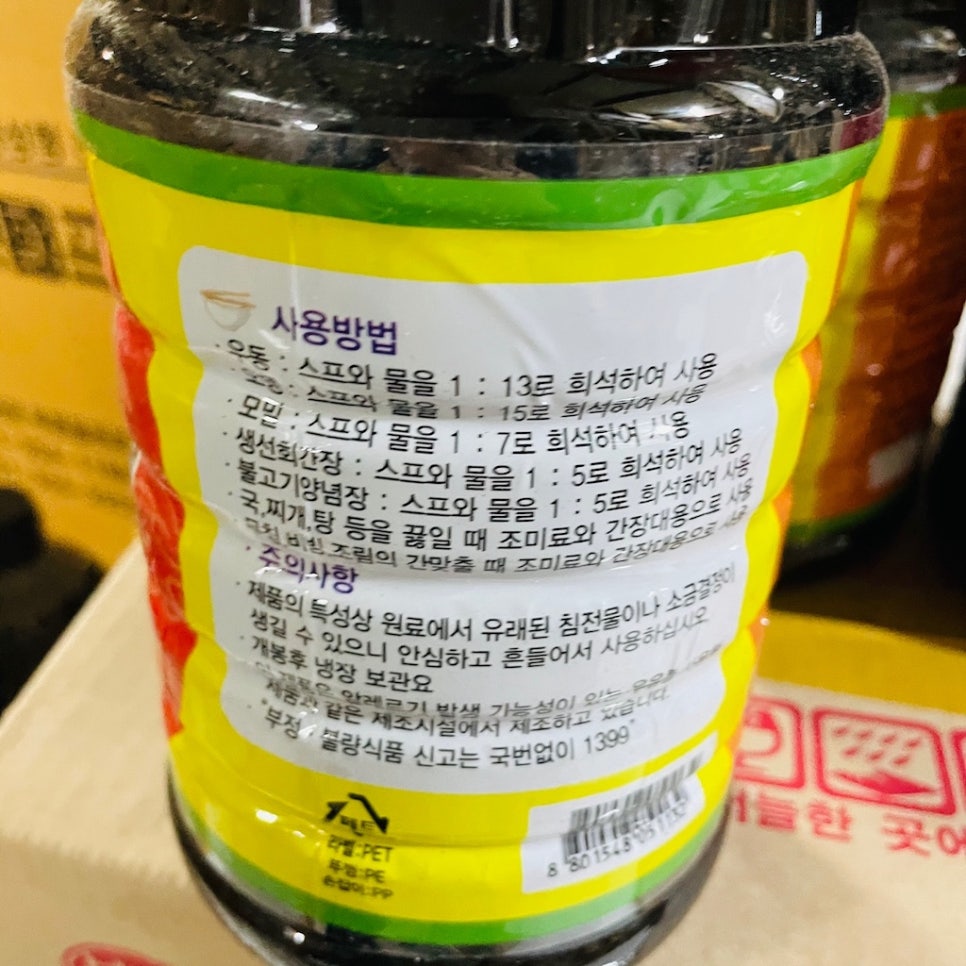 사용방법
· 우동 : 스프와 물을 1 : 13로 희석하여 사용
스프와 물을 1 : 15로 희석하여 사용
· 모밀 : 스프와 물을 1 : 7로 희석하여 사용
· 생선회간장 : 스프와 물을 1 : 5로 희석하여 사용
· 불고기양념장 : 스프와 물을 1 : 5로 희석하여 사용
· 국,찌개,탕 등을 끓일 때 조미료와 간장대용으로 사용
조림의 간맞출 때 조미료와 간장대용으로 사용
· 주의사항
· 제품의 특성상 원료에서 유래된 침전물이나 소금결정이
생길 수 있으니 안심하고 흔들어서 사용하십시오
· 개봉후 냉장 보관요
제품은 알레르기 발생 가능성이 있는
제품과 같은 제조시설에서 제조하고 있습니다.
· "부정 · 불량식품 신고는 국번없이 1399"
페트
라벨:PET
뚜껑:PE
손잡이:PP
늘한 곳에